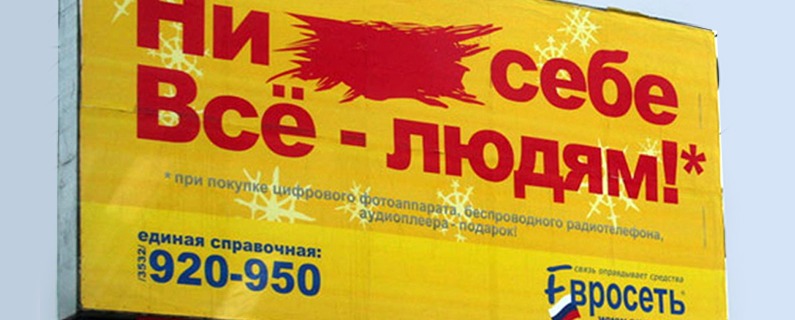 Ни себе
Всё - людям!*
* при покупке цифрового фотоаппарата, беспроводного радиотелефона,
аудиоплеера - подарок!
единая справочная:
/3532/ 920-950
связь оправдывает средства
Евросеть